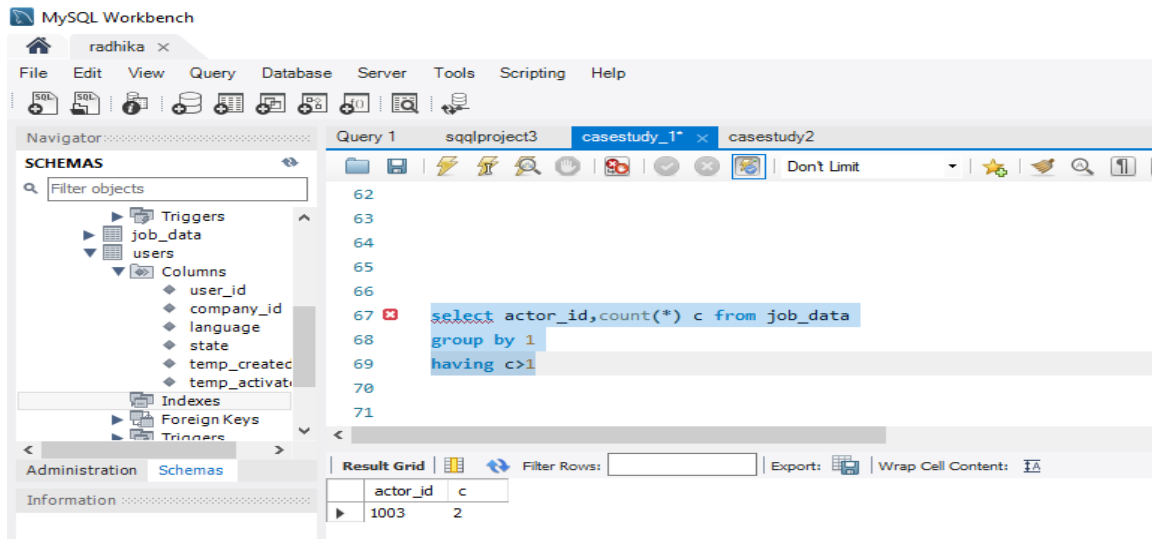 MySQL Workbench
radhika
File Edit View Query Database Server Tools Scripting Help
Navigator
Query 1 sqqlproject3 casestudy_1* casestudy2
SCHEMAS
Don't Limit
Filter objects
Triggers
job_data
users
Columns
user_id
company_id
language
state
temp_created
temp_activat
Indexes
Foreign Keys
Triggers
62
63
64
65
66
67 select actor_id,count(*) c from job_data
68 group by 1
69 having c>1
70
71
Administration Schemas
Information
Result Grid Filter Rows: Export: Wrap Cell Content:
actor_id c
1003 2